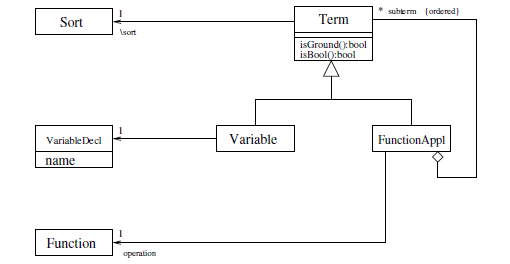 Sort
1
\sort
Term
* subterm {ordered}
isGround():bool
isBool():bool
VariableDecl
name
1
Variable
FunctionAppl
Function
1
operation